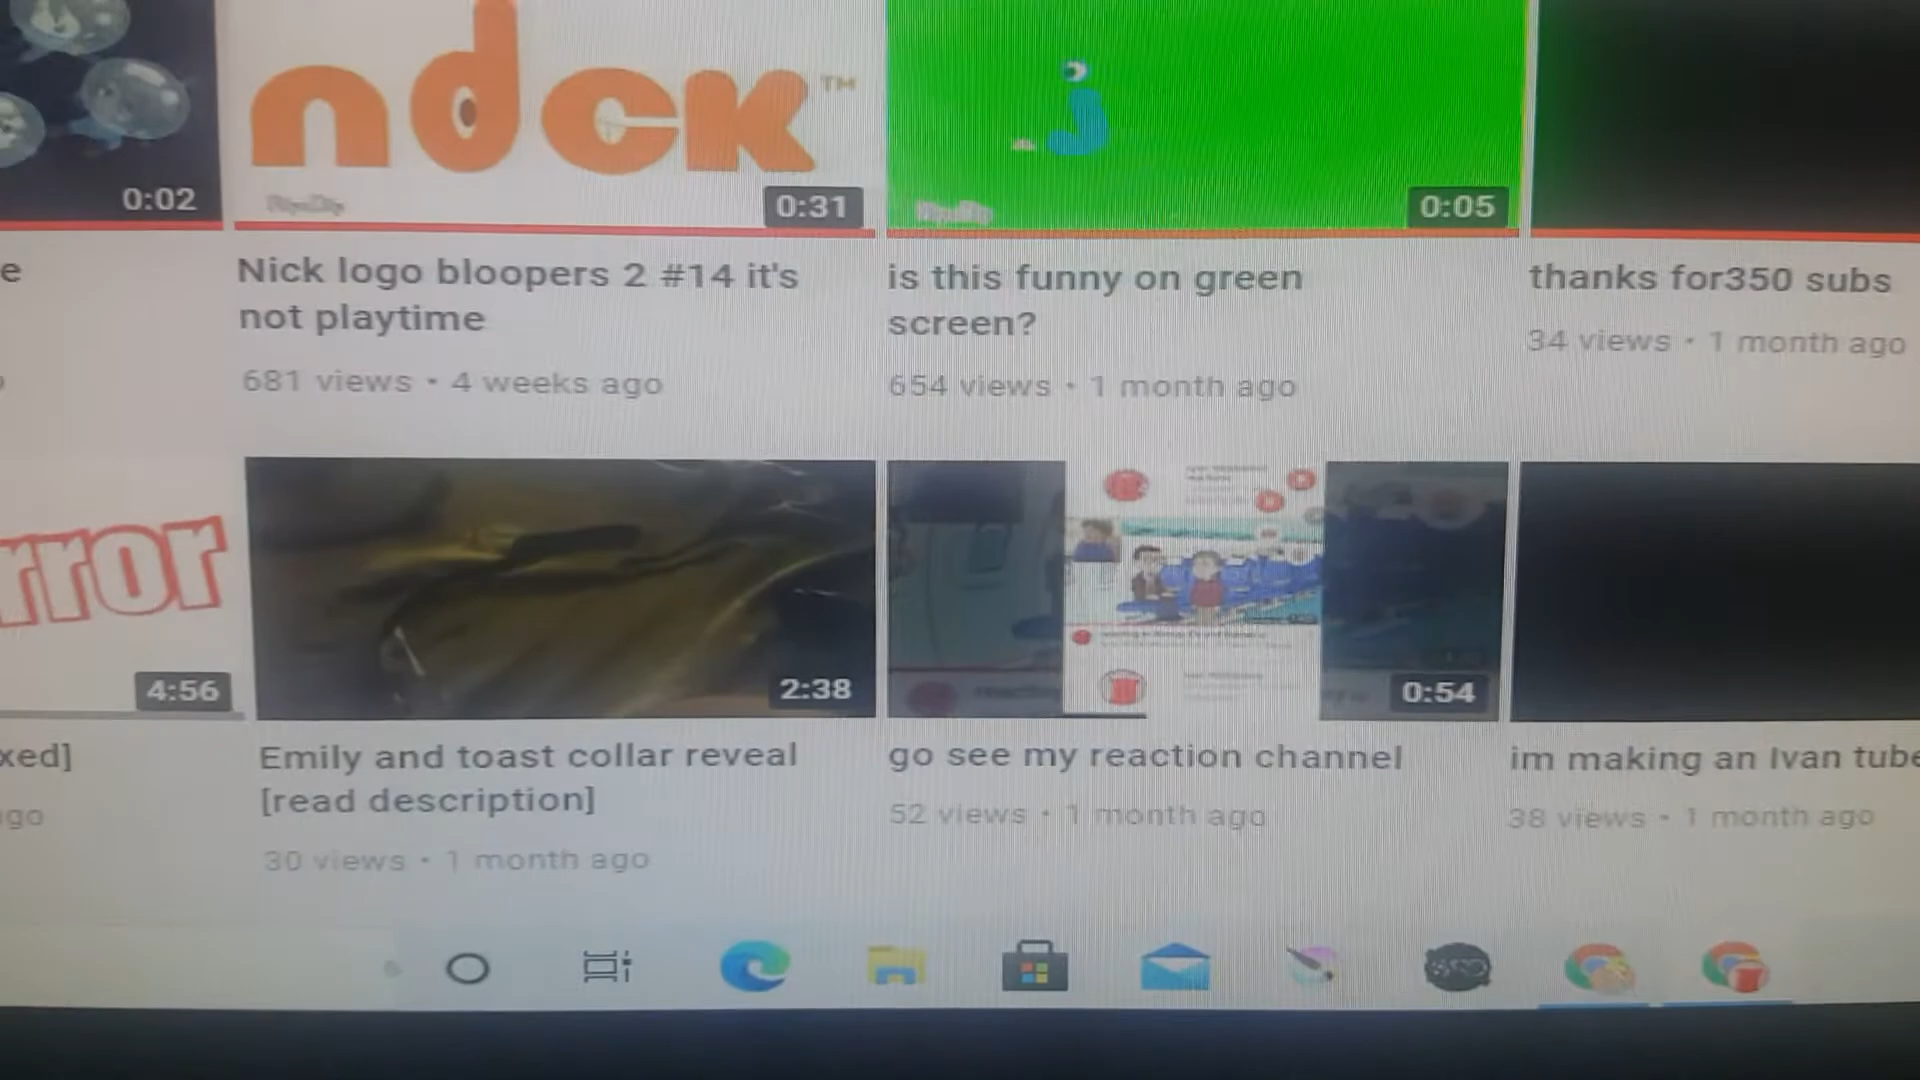 ndck™
0:02
0:31
0:05
e
Nick logo bloopers 2 #14 it's
not playtime
681 views • 4 weeks ago
is this funny on green
screen?
654 views • 1 month ago
thanks for350 subs
34 views • 1 month ago
rror
4:56
2:38
0:54
xed]
go
Emily and toast collar reveal
[read description]
30 views • 1 month ago
go see my reaction channel
52 views • 1 month ago
im making an Ivan tube
38 views • 1 month ago